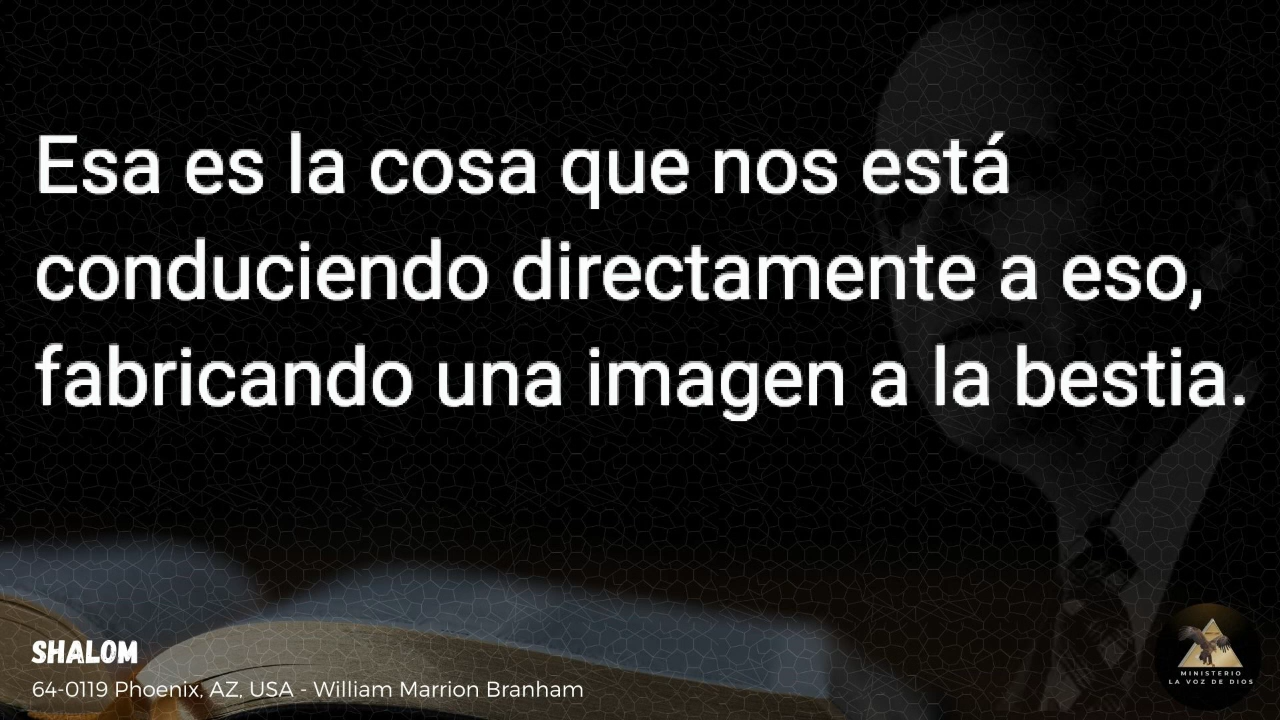 Esa es la cosa que nos está
conduciendo directamente a eso,
fabricando una imagen a la bestia.
SHALOM
64-0119 Phoenix, AZ, USA - William Marrion Branham
MINISTERIO
LA VOZ DE DIOS